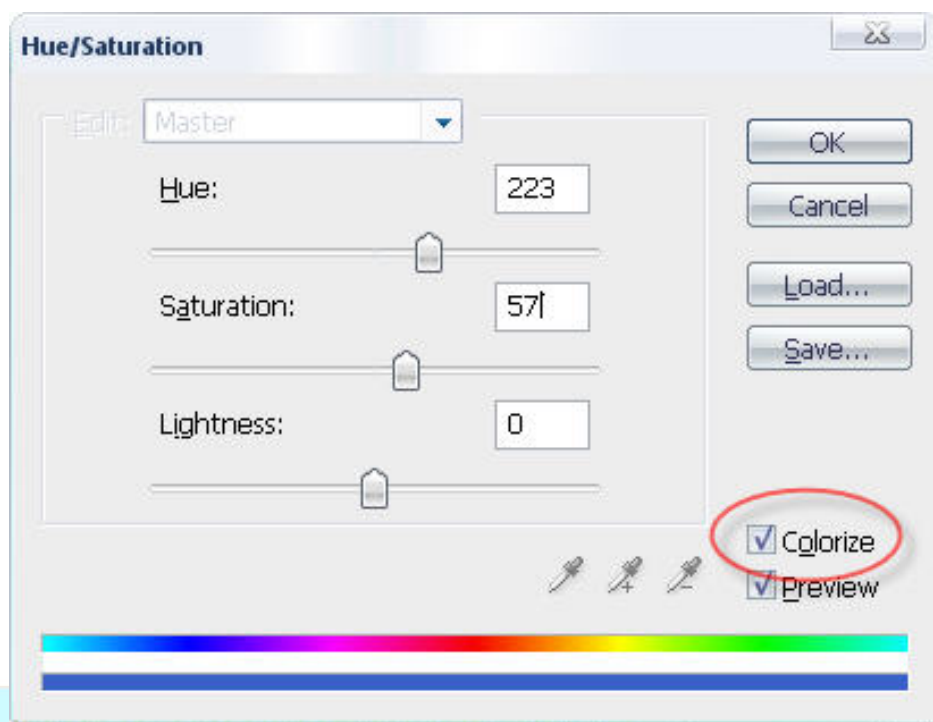 Hue/Saturation
Edit: Master
Hue: 223
OK
Cancel
Saturation: 57
Load...
Save...
Lightness: 0
Colorize
Preview